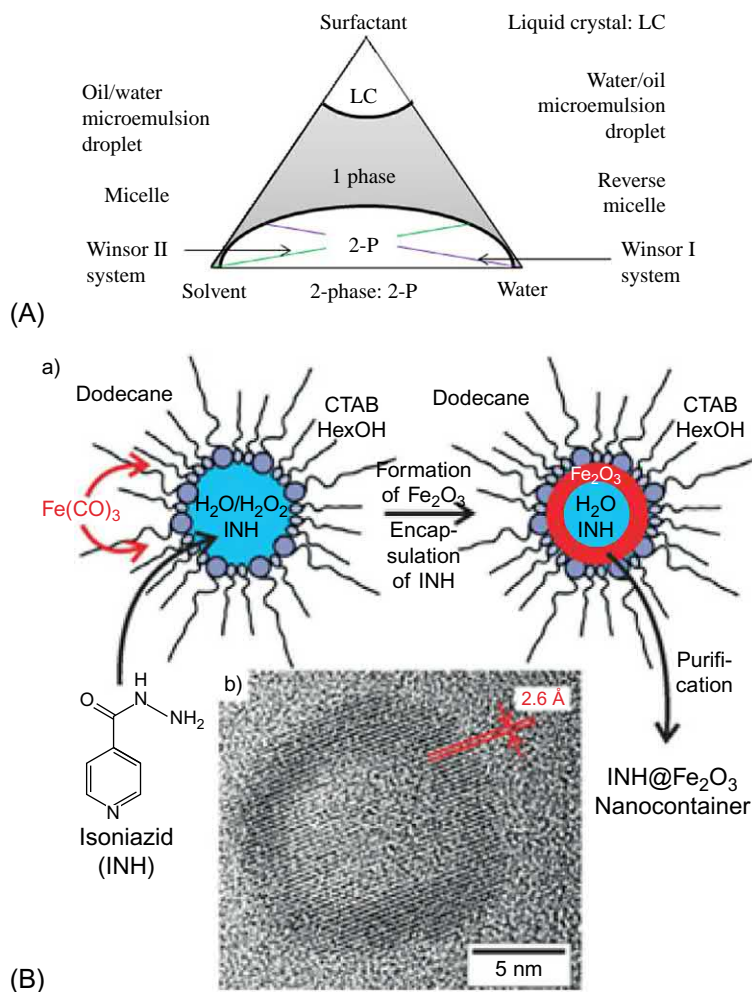 Surfactant
Liquid crystal: LC
Oil/water
microemulsion
droplet
LC
Water/oil
microemulsion
droplet
1 phase
Micelle
Reverse
micelle
2-P
Winsor II
system
Winsor I
system
Solvent
2-phase: 2-P
Water
(A)
a)
Dodecane
CTAB
HexOH
Fe(CO)₃
H₂O/H₂O₂
INH
Formation
of Fe₂O₃
Encap-
sulation
of INH
Dodecane
CTAB
HexOH
Fe₂O₃
H₂O
INH
Purifi-
cation
INH@Fe₂O₃
Nanocontainer
O
H
N
NH₂
N
Isoniazid
(INH)
b)
2.6 Å
5 nm
(B)